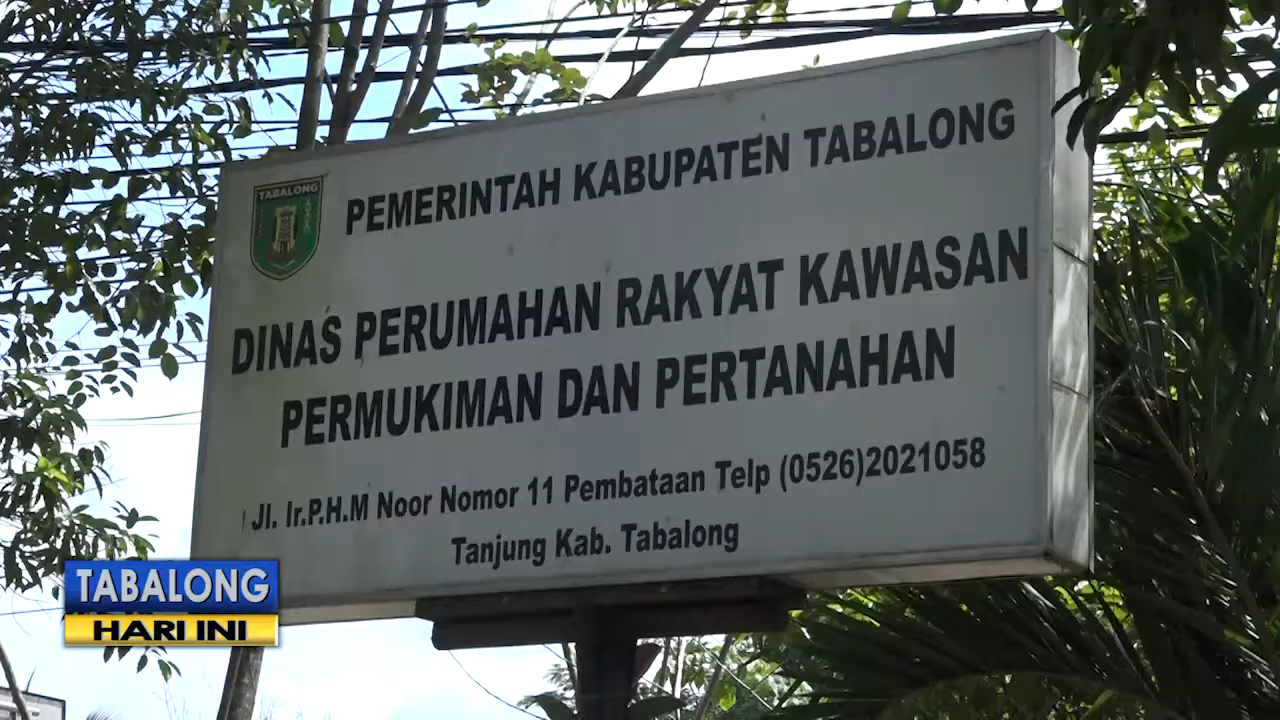 TABALONG
PEMERINTAH KABUPATEN TABALONG
DINAS PERUMAHAN RAKYAT KAWASAN
PERMUKIMAN DAN PERTANAHAN
Jl. Ir.P.H.M Noor Nomor 11 Pembataan Telp (0526)2021058
Tanjung Kab. Tabalong
TABALONG
HARI INI